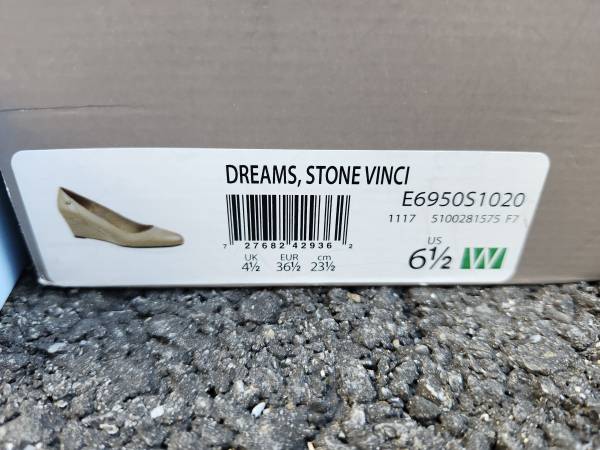 DREAMS, STONE VINCI
E6950S1020
1117 5100281575 F7
7 27682 42936 2
UK EUR cm
4½ 36½ 23½
US
6½ W